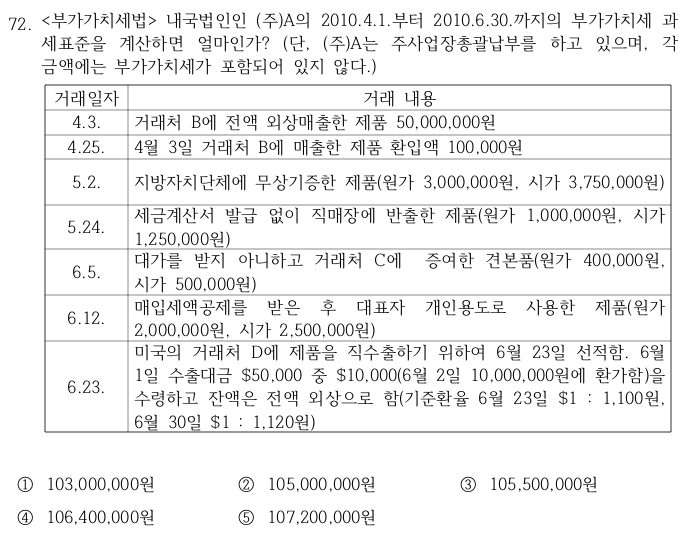 72. <부가가치세법> 내국법인인 (주)A의 2010.4.1.부터 2010.6.30.까지의 부가가치세 과
세표준을 계산하면 얼마인가? (단, (주)A는 주사업장총괄납부를 하고 있으며, 각
금액에는 부가가치세가 포함되어 있지 않다.)
거래일자 거래 내용
4.3. 거래처 B에 전액 외상매출한 제품 50,000,000원
4.25. 4월 3일 거래처 B에 매출한 제품 환입액 100,000원
5.2. 지방자치단체에 무상기증한 제품(원가 3,000,000원, 시가 3,750,000원)
5.24. 세금계산서 발급 없이 직매장에 반출한 제품(원가 1,000,000원, 시가
1,250,000원)
6.5. 대가를 받지 아니하고 거래처 C에 증여한 견본품(원가 400,000원,
시가 500,000원)
6.12. 매입세액공제를 받은 후 대표자 개인용도로 사용한 제품(원가
2,000,000원, 시가 2,500,000원)
6.23. 미국의 거래처 D에 제품을 직수출하기 위하여 6월 23일 선적함. 6월
1일 수출대금 $50,000 중 $10,000(6월 2일 10,000,000원에 환가함)을
수령하고 잔액은 전액 외상으로 함(기준환율 6월 23일 $1 : 1,100원,
6월 30일 $1 : 1,120원)
① 103,000,000원 ② 105,000,000원 ③ 105,500,000원
④ 106,400,000원 ⑤ 107,200,000원